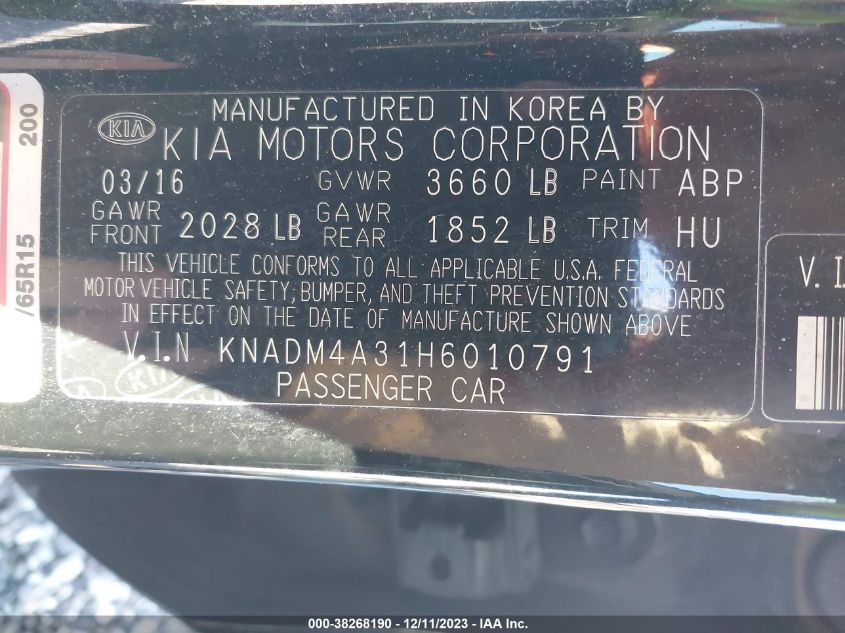 MANUFACTURED IN KOREA BY
KIA KIA MOTORS CORPORATION
03/16 GVWR 3660 LB PAINT ABP
GAWR FRONT 2028 LB GAWR REAR 1852 LB TRIM HU
THIS VEHICLE CONFORMS TO ALL APPLICABLE U.S.A. FEDERAL
MOTOR VEHICLE SAFETY, BUMPER, AND THEFT PREVENTION STANDARDS
IN EFFECT ON THE DATE OF MANUFACTURE SHOWN ABOVE
V.I.N KNADM4A31H6010791
PASSENGER CAR
KIA
/65R15 200
V.I
000-38268190 - 12/11/2023 - IAA Inc.